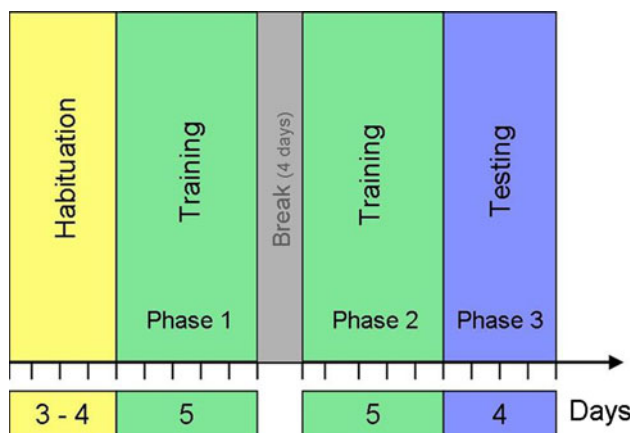 Habituation
Training
Phase 1
Break (4 days)
Training
Phase 2
Testing
Phase 3
3 - 4
5
5
4
Days